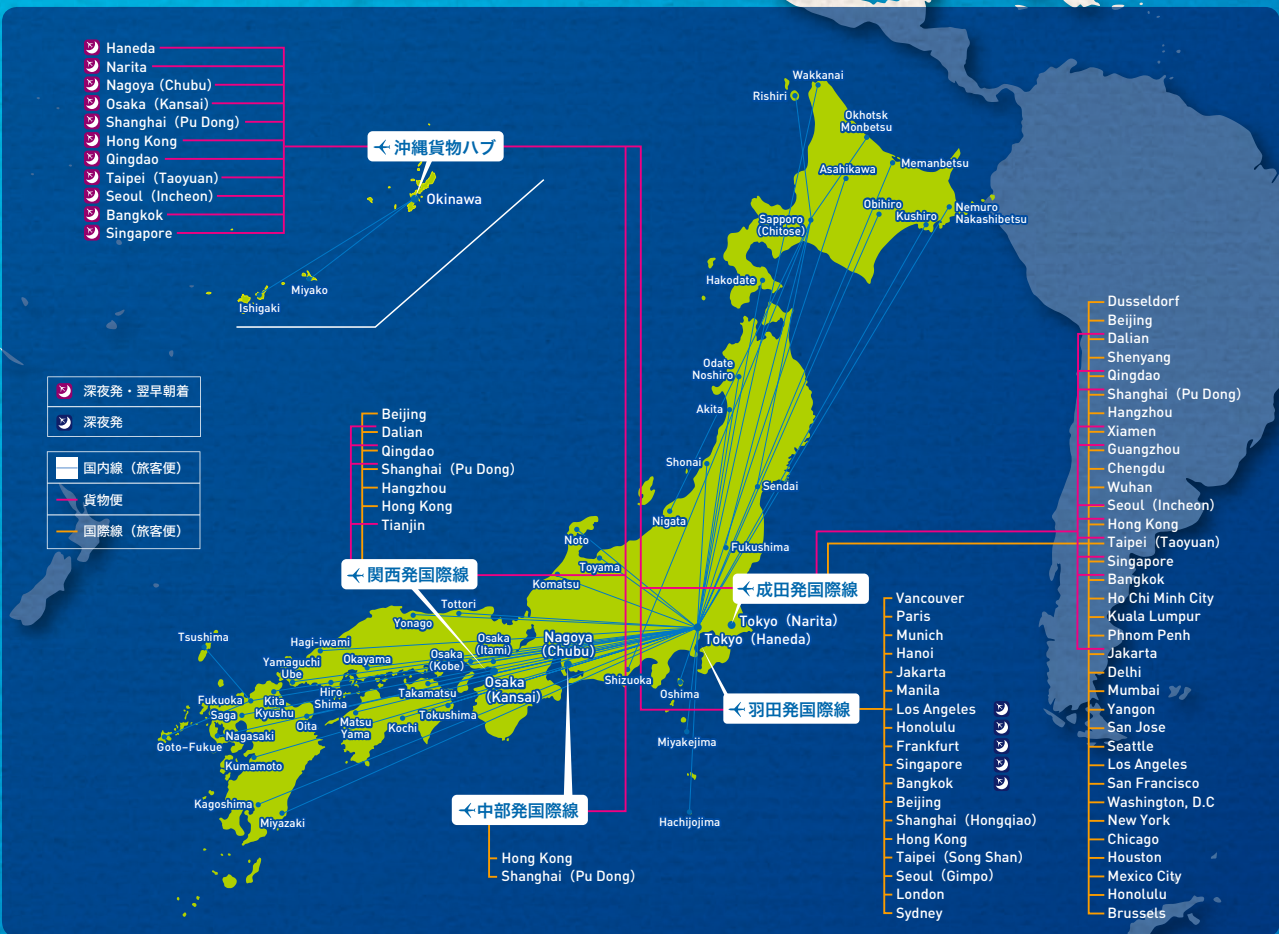 Haneda
Narita
Nagoya (Chubu)
Osaka (Kansai)
Shanghai (Pu Dong)
Hong Kong
Qingdao
Taipei (Taoyuan)
Seoul (Incheon)
Bangkok
Singapore
沖縄貨物ハブ
Okinawa
Miyako
Ishigaki
深夜発・翌早朝着
深夜発
国内線（旅客便）
貨物便
国際線（旅客便）
Wakkanai
Rishiri
Okhotsk
Monbetsu
Memanbetsu
Asahikawa
Obihiro
Kushiro
Nemuro
Nakashibetsu
Sapporo
(Chitose)
Hakodate
Odate
Noshiro
Akita
Shonai
Sendai
Nigata
Fukushima
Noto
Toyama
Komatsu
Beijing
Dalian
Qingdao
Shanghai (Pu Dong)
Hangzhou
Hong Kong
Tianjin
関西発国際線
成田発国際線
Tokyo (Narita)
Tokyo (Haneda)
羽田発国際線
Tottori
Yonago
Tsushima
Hagi-iwami
Osaka
(Itami)
Nagoya
(Chubu)
Yamaguchi
Ube
Okayama
Osaka
(Kobe)
Osaka
(Kansai)
Shizuoka
Oshima
Miyakejima
Hachijojima
Fukuoka
Saga
Kita
Kyushu
Hiro
Shima
Takamatsu
Tokushima
Oita
Matsu
Yama
Kochi
Nagasaki
Goto-Fukue
Kumamoto
Kagoshima
Miyazaki
中部発国際線
Hong Kong
Shanghai (Pu Dong)
Vancouver
Paris
Munich
Hanoi
Jakarta
Manila
Los Angeles
Honolulu
Frankfurt
Singapore
Bangkok
Beijing
Shanghai (Hongqiao)
Hong Kong
Taipei (Song Shan)
Seoul (Gimpo)
London
Sydney
Dusseldorf
Beijing
Dalian
Shenyang
Qingdao
Shanghai (Pu Dong)
Hangzhou
Xiamen
Guangzhou
Chengdu
Wuhan
Seoul (Incheon)
Hong Kong
Taipei (Taoyuan)
Singapore
Bangkok
Ho Chi Minh City
Kuala Lumpur
Phnom Penh
Jakarta
Delhi
Mumbai
Yangon
San Jose
Seattle
Los Angeles
San Francisco
Washington, D.C
New York
Chicago
Houston
Mexico City
Honolulu
Brussels